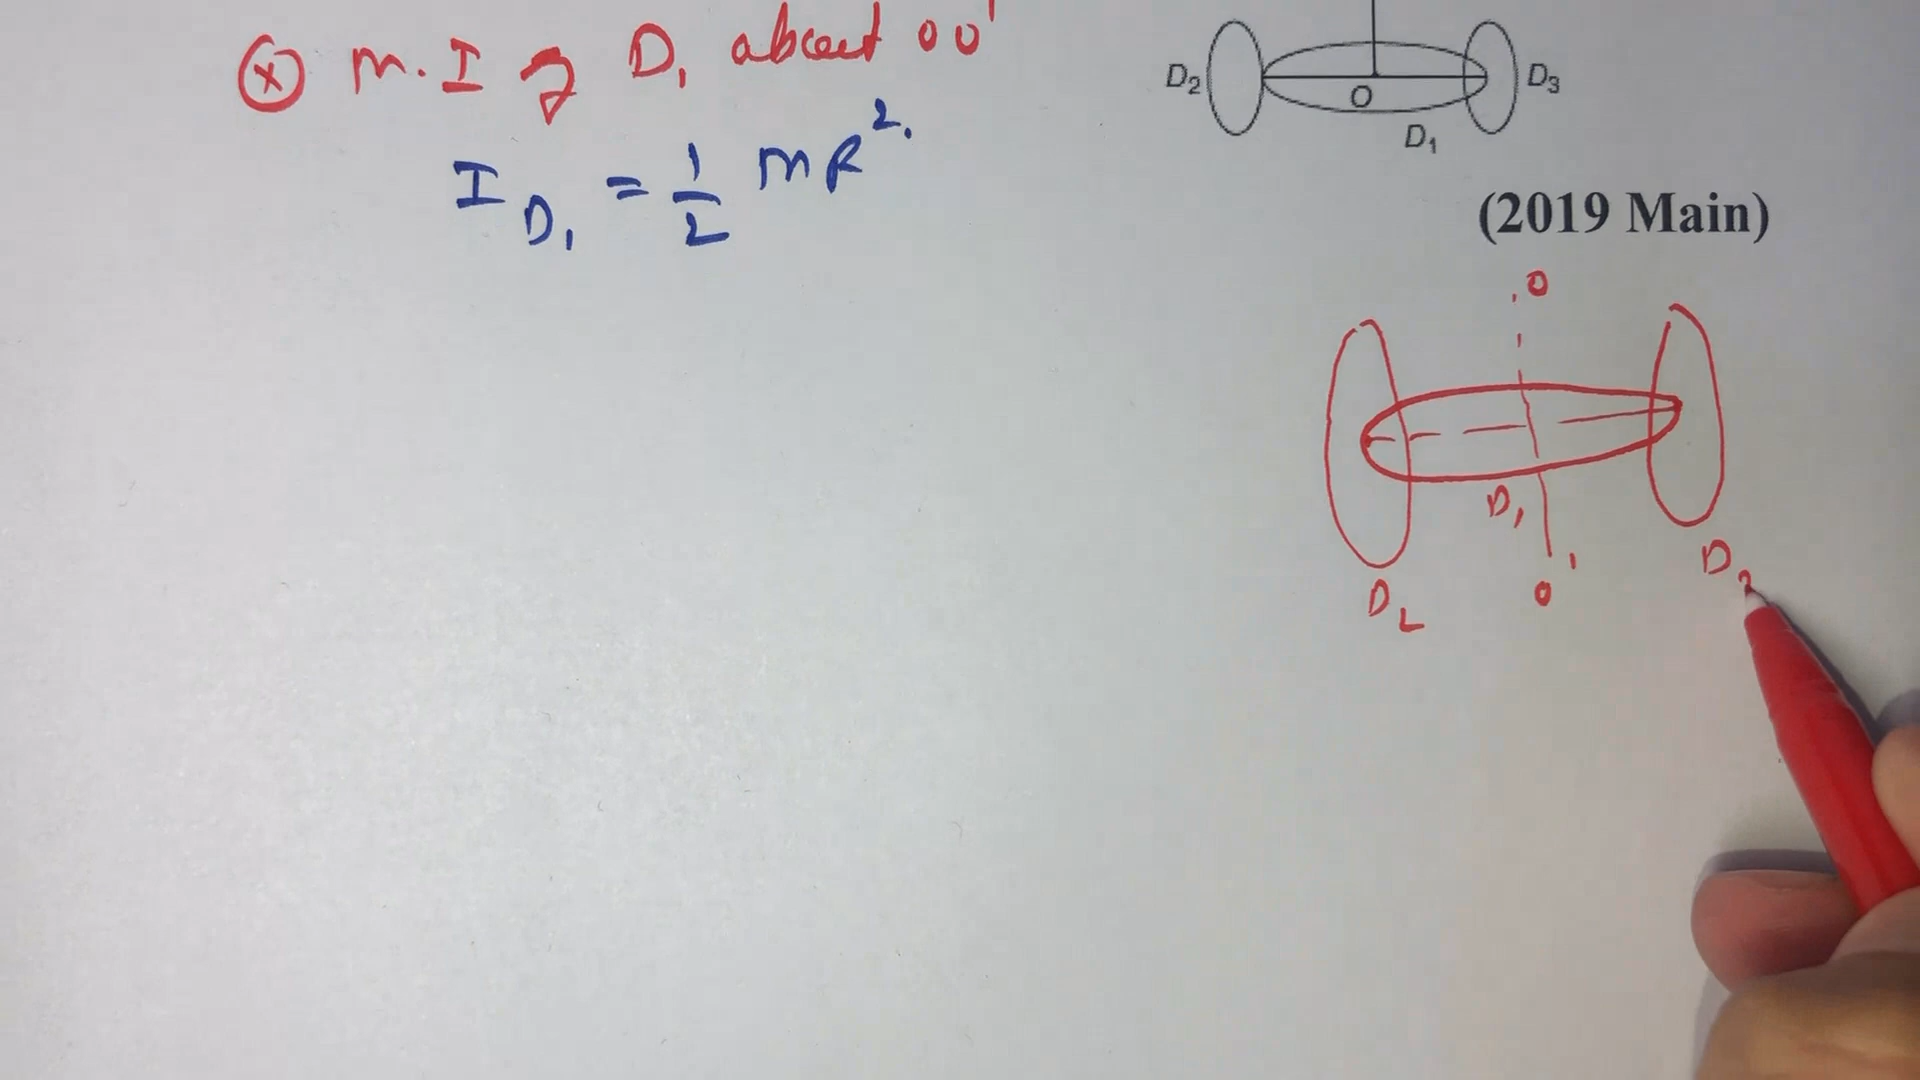 (x) M.I of D₁ about OO'
I_D₁ = 1/2 MR².
D₂ O D₃
D₁
(2019 Main)
O
D₁
D₂ O' D₃